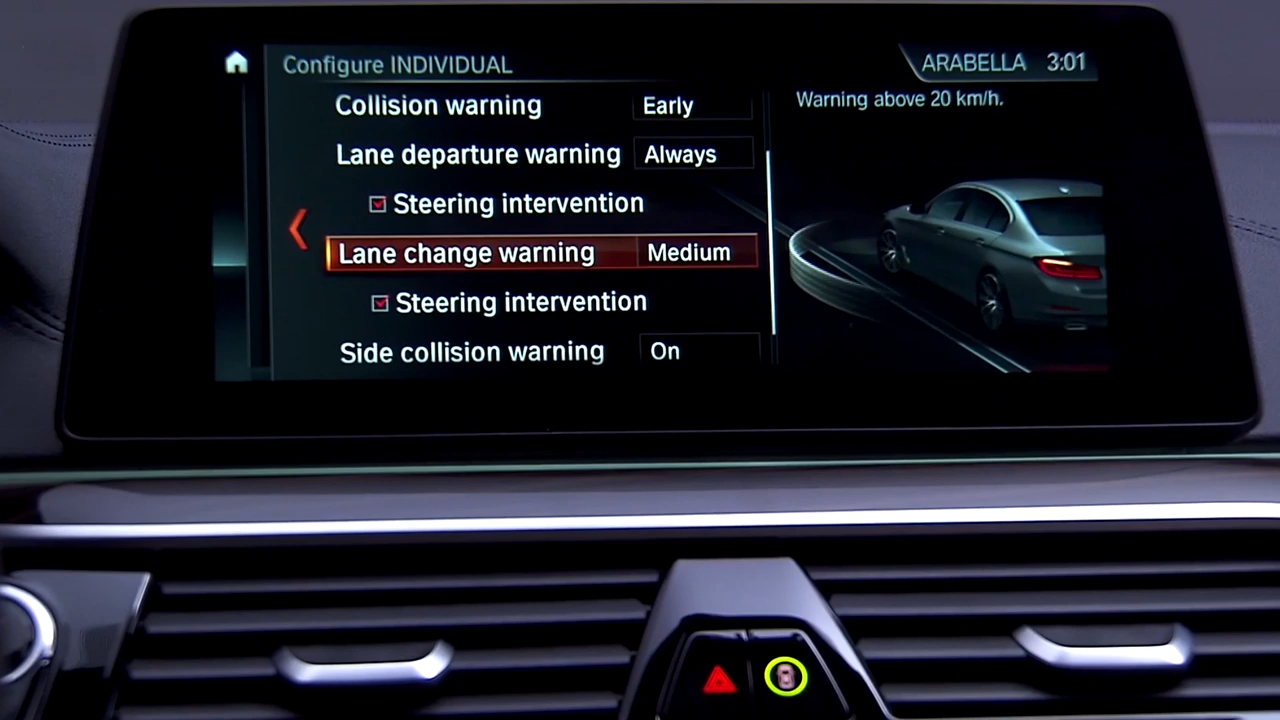 Configure INDIVIDUAL
ARABELLA 3:01
Collision warning Early
Warning above 20 km/h.
Lane departure warning Always
Steering intervention
Lane change warning Medium
Steering intervention
Side collision warning On